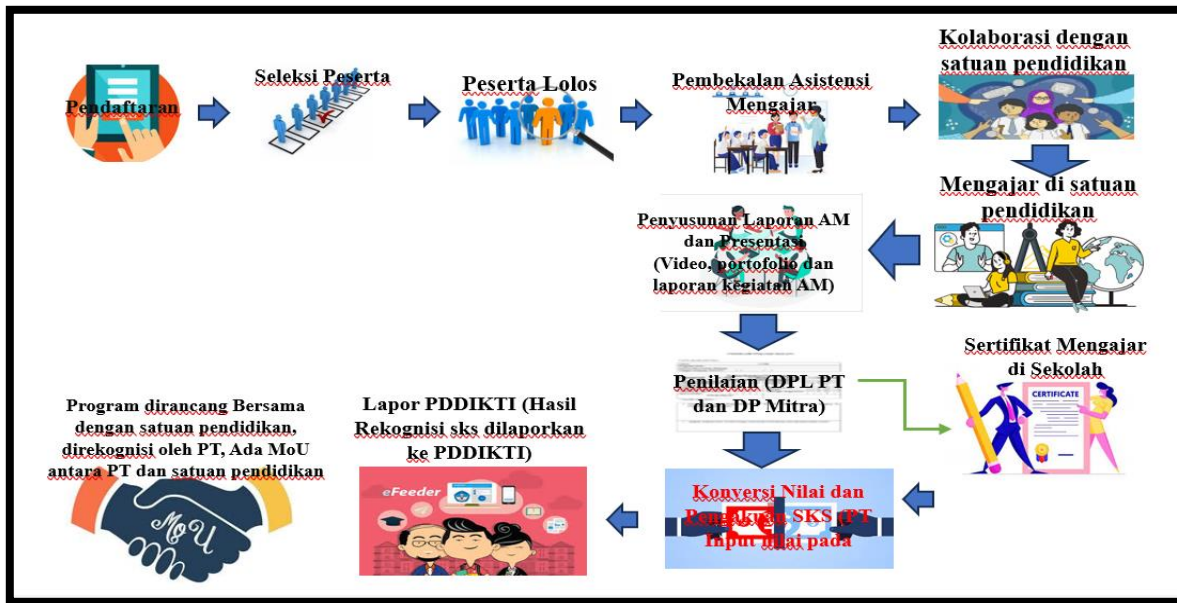 Pendaftaran
Seleksi Peserta
Peserta Lolos
Pembekalan Asistensi
Mengajar
Kolaborasi dengan
satuan pendidikan
Mengajar di satuan
pendidikan
Penyusunan Laporan AM
dan Presentasi
(Video, portofolio dan
laporan kegiatan AM)
Penilaian (DPL PT
dan DP Mitra)
Sertifikat Mengajar
di Sekolah
CERTIFICATE
Konversi Nilai dan
Pengakuan SKS (PT
Input nilai pada
Lapor PDDIKTI (Hasil
Rekognisi sks dilaporkan
ke PDDIKTI)
eFeeder
Program dirancang Bersama
dengan satuan pendidikan,
direkognisi oleh PT, Ada MoU
antara PT dan satuan pendidikan
MoU